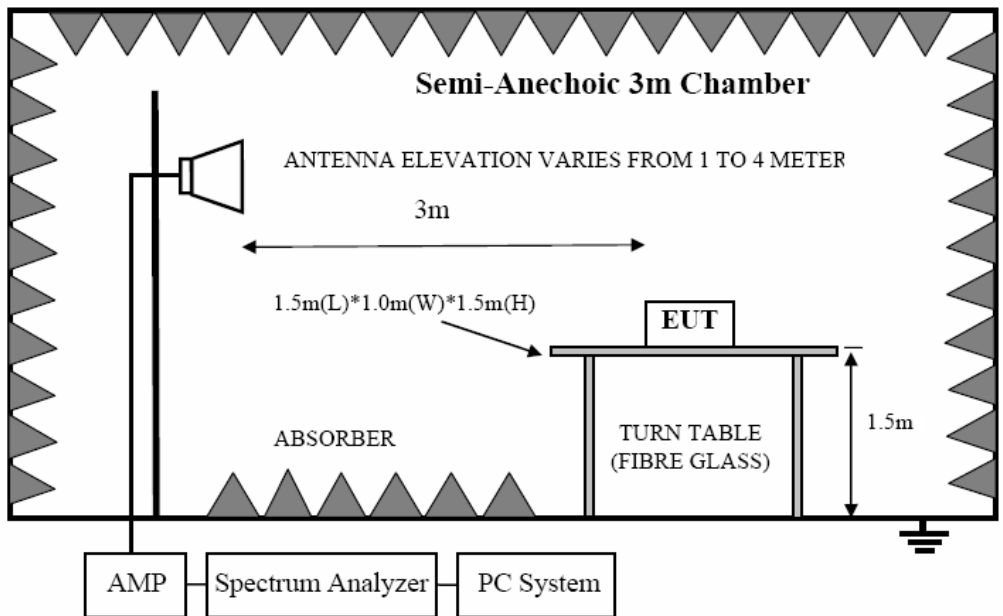 Semi-Anechoic 3m Chamber
ANTENNA ELEVATION VARIES FROM 1 TO 4 METER
3m
1.5m(L)*1.0m(W)*1.5m(H)
EUT
1.5m
ABSORBER
TURN TABLE
(FIBRE GLASS)
AMP
Spectrum Analyzer
PC System